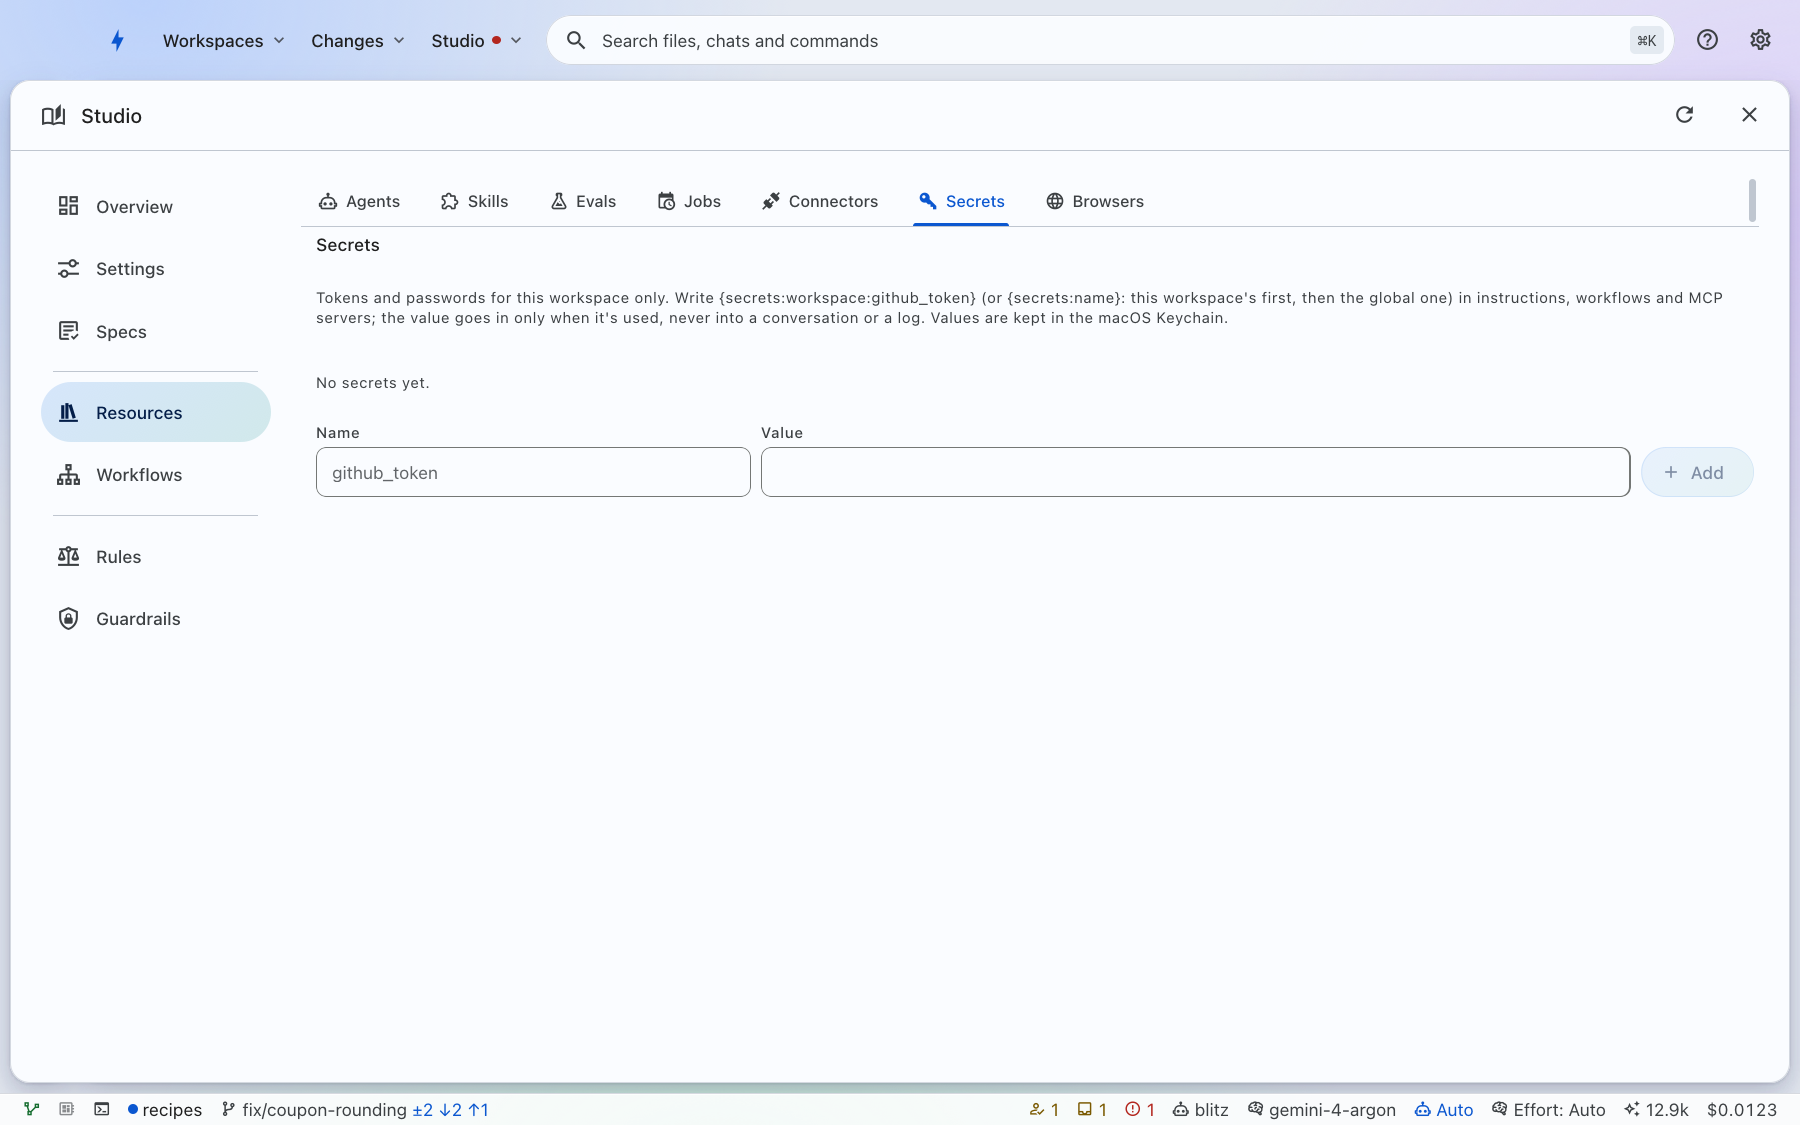 Workspaces
Changes
Studio
Search files, chats and commands
⌘K
Studio
Overview
Settings
Specs
Resources
Workflows
Rules
Guardrails
Agents
Skills
Evals
Jobs
Connectors
Secrets
Browsers
Secrets
Tokens and passwords for this workspace only. Write {secrets:workspace:github_token} (or {secrets:name}: this workspace's first, then the global one) in instructions, workflows and MCP
servers; the value goes in only when it's used, never into a conversation or a log. Values are kept in the macOS Keychain.
No secrets yet.
Name
Value
github_token
+ Add
recipes
fix/coupon-rounding ±2 ↓2 ↑1
1
1
1
blitz
gemini-4-argon
Auto
Effort: Auto
12.9k
$0.0123